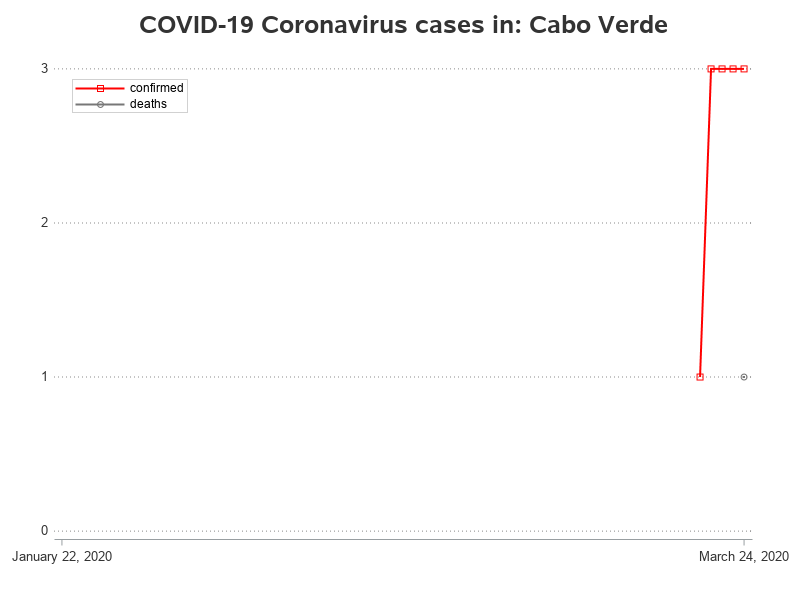 COVID-19 Coronavirus cases in: Cabo Verde
3
confirmed
deaths
2
1
0
January 22, 2020
March 24, 2020